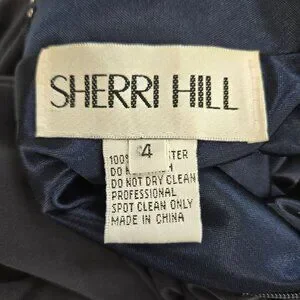 SHERRI HILL
4
100%
DO
DO NOT DRY CLEAN
PROFESSIONAL
SPOT CLEAN ONLY
MADE IN CHINA